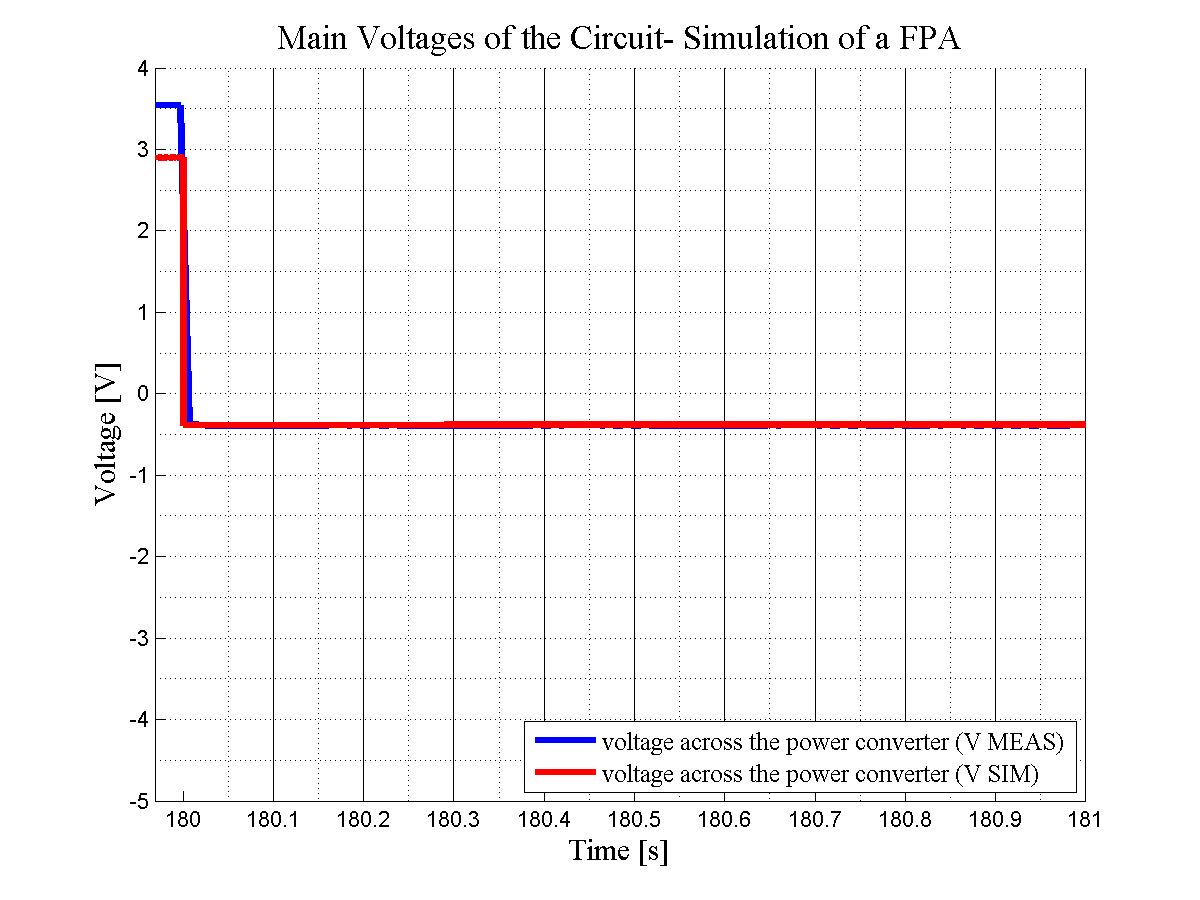 Main Voltages of the Circuit- Simulation of a FPA
4
3
2
1
0
-1
-2
-3
-4
-5
Voltage [V]
voltage across the power converter (V MEAS)
voltage across the power converter (V SIM)
180 180.1 180.2 180.3 180.4 180.5 180.6 180.7 180.8 180.9 181
Time [s]